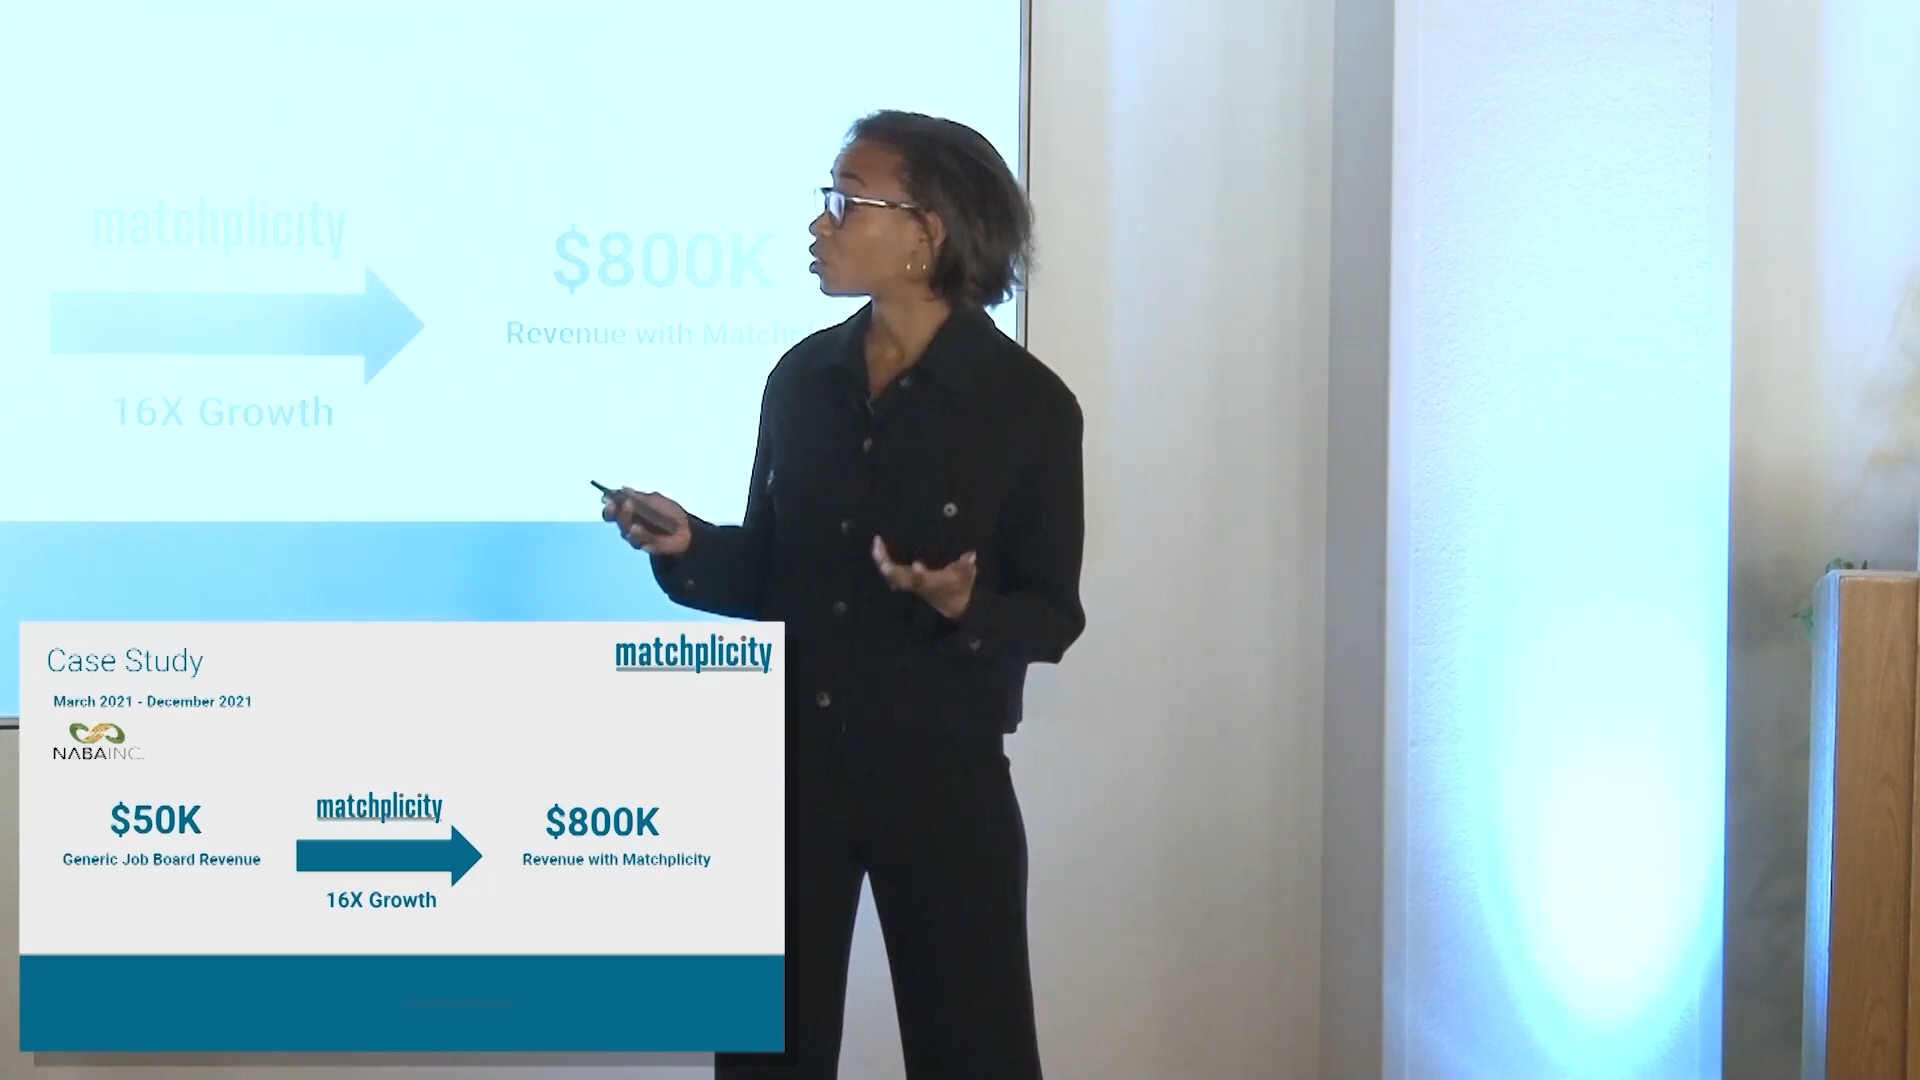 matchplicity
$800K
Revenue with Matchpl
16X Growth
Case Study
matchplicity
March 2021 - December 2021
NABAINC.
$50K
matchplicity
$800K
Generic Job Board Revenue
Revenue with Matchplicity
16X Growth